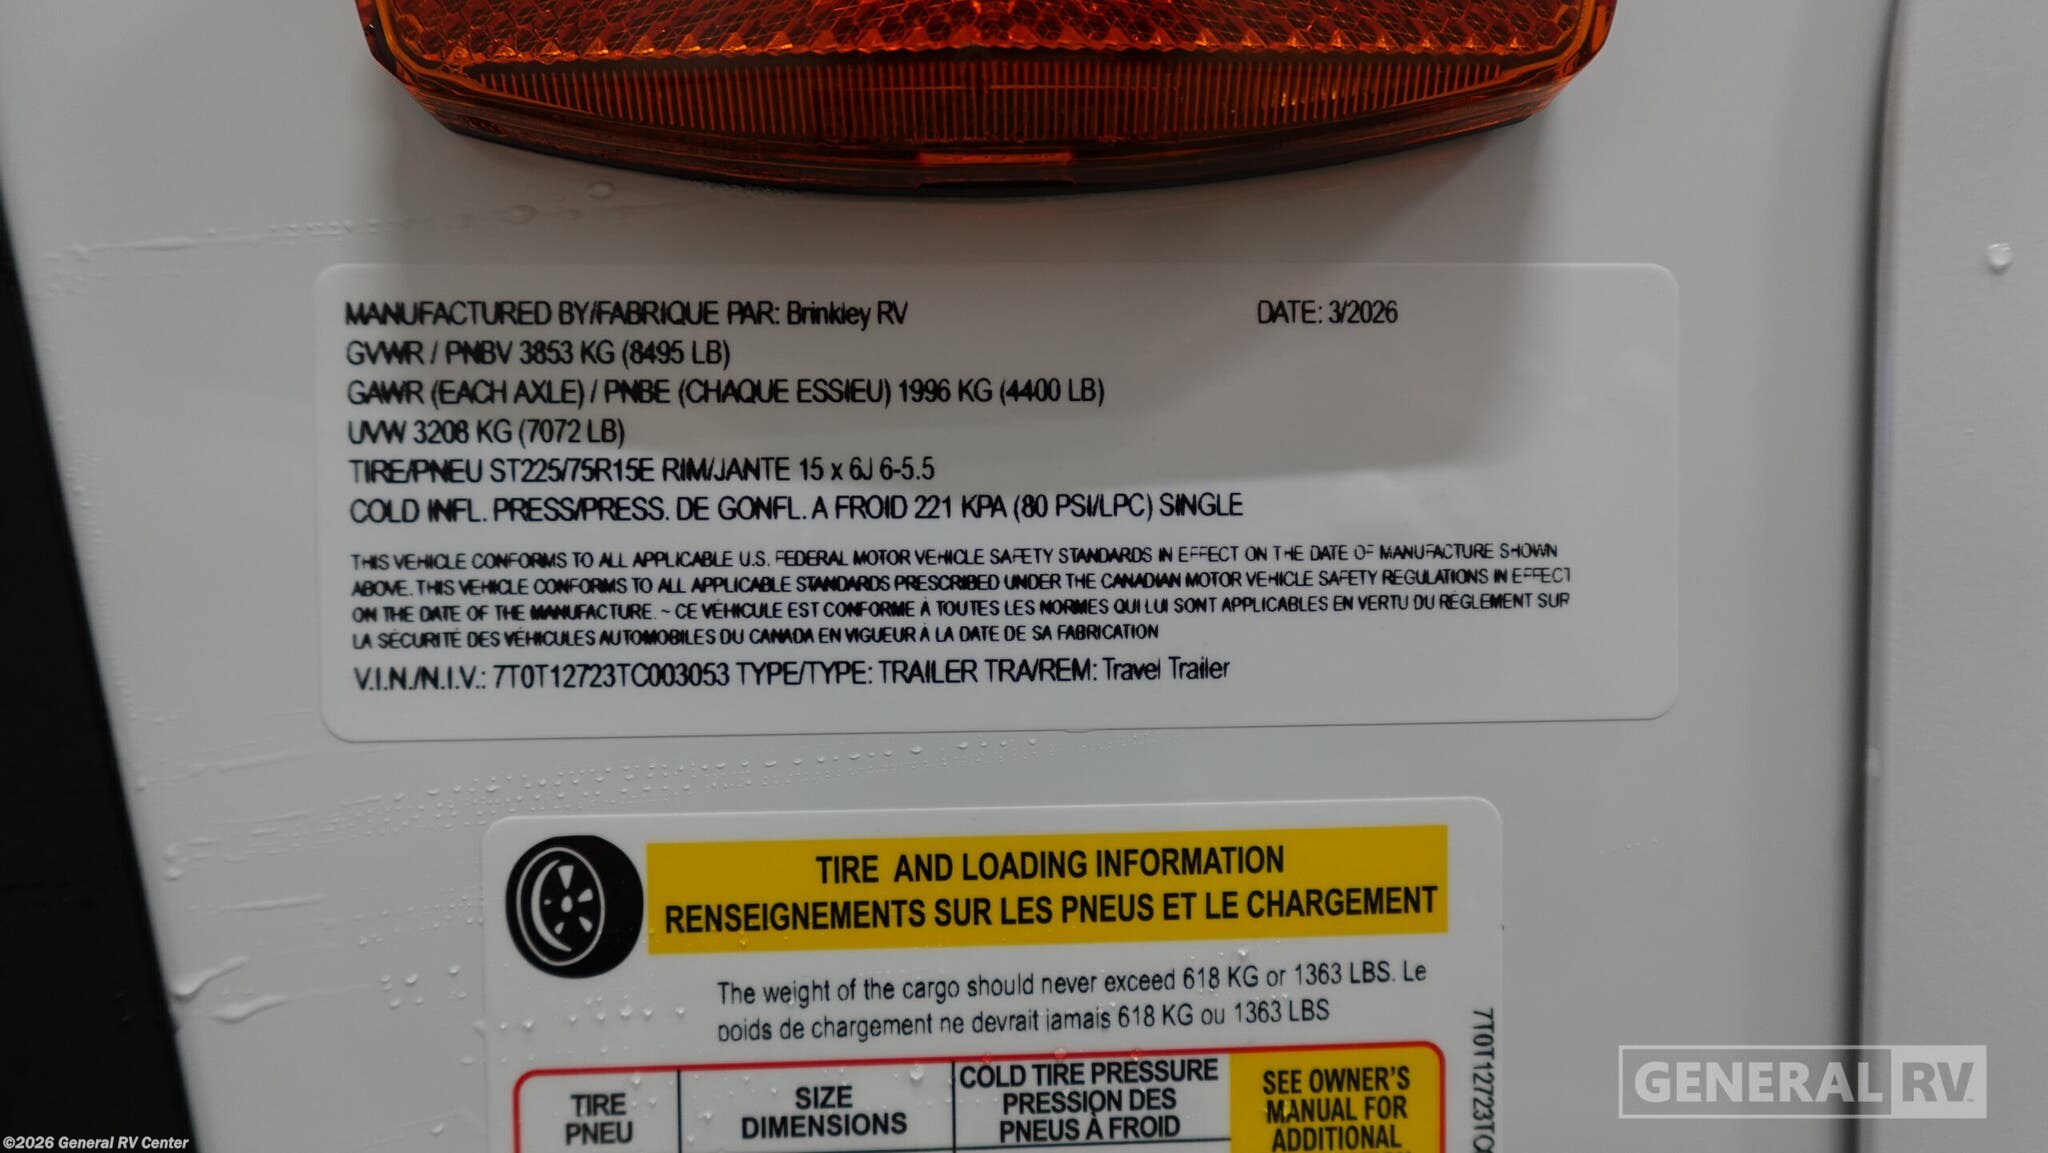 MANUFACTURED BY/FABRIQUE PAR: Brinkley RV DATE: 3/2026
GVWR / PNBV 3853 KG (8495 LB)
GAWR (EACH AXLE) / PNBE (CHAQUE ESSIEU) 1996 KG (4400 LB)
UVW 3208 KG (7072 LB)
TIRE/PNEU ST225/75R15E RIM/JANTE 15 x 6J 6-5.5
COLD INFL. PRESS/PRESS. DE GONFL. A FROID 221 KPA (80 PSI/LPC) SINGLE
THIS VEHICLE CONFORMS TO ALL APPLICABLE U.S. FEDERAL MOTOR VEHICLE SAFETY STANDARDS IN EFFECT ON THE DATE OF MANUFACTURE SHOWN
ABOVE. THIS VEHICLE CONFORMS TO ALL APPLICABLE STANDARDS PRESCRIBED UNDER THE CANADIAN MOTOR VEHICLE SAFETY REGULATIONS IN EFFECT
ON THE DATE OF THE MANUFACTURE. ~ CE VÉHICULE EST CONFORME À TOUTES LES NORMES QUI LUI SONT APPLICABLES EN VERTU DU RÉGLEMENT SUR
LA SÉCURITÉ DES VÉHICULES AUTOMOBILES DU CANADA EN VIGUEUR À LA DATE DE SA FABRICATION
V.I.N./N.I.V.: 7T0T12723TC003053 TYPE/TYPE: TRAILER TRA/REM: Travel Trailer
TIRE AND LOADING INFORMATION
RENSEIGNEMENTS SUR LES PNEUS ET LE CHARGEMENT
The weight of the cargo should never exceed 618 KG or 1363 LBS. Le
poids de chargement ne devrait jamais 618 KG ou 1363 LBS
TIRE
PNEU
SIZE
DIMENSIONS
COLD TIRE PRESSURE
PRESSION DES
PNEUS À FROID
SEE OWNER'S
MANUAL FOR
ADDITIONAL
7T0T12723TC
GENERAL RV
©2026 General RV Center